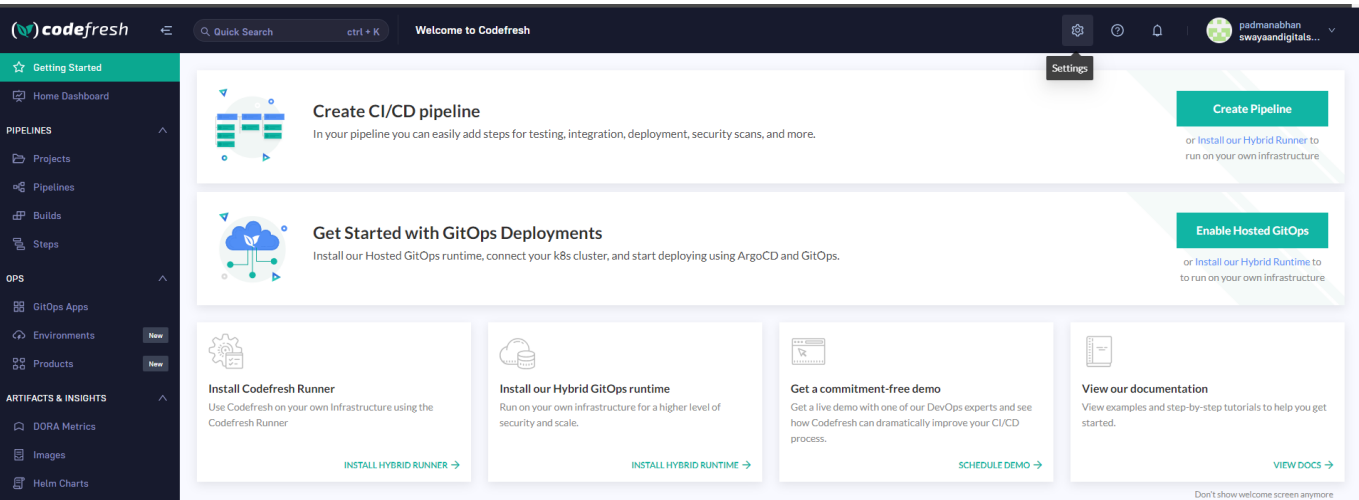 codefresh
Quick Search ctrl + K
Welcome to Codefresh
padmanabhan
swayaandigitals...
Settings
Getting Started
Home Dashboard
PIPELINES
Projects
Pipelines
Builds
Steps
OPS
GitOps Apps
Environments New
Products New
ARTIFACTS & INSIGHTS
DORA Metrics
Images
Helm Charts
Create CI/CD pipeline
In your pipeline you can easily add steps for testing, integration, deployment, security scans, and more.
Create Pipeline
or Install our Hybrid Runner to
run on your own infrastructure
Get Started with GitOps Deployments
Install our Hosted GitOps runtime, connect your k8s cluster, and start deploying using ArgoCD and GitOps.
Enable Hosted GitOps
or Install our Hybrid Runtime to
to run on your own infrastructure
Install Codefresh Runner
Use Codefresh on your own Infrastructure using the
Codefresh Runner
INSTALL HYBRID RUNNER →
Install our Hybrid GitOps runtime
Run on your own infrastructure for a higher level of
security and scale.
INSTALL HYBRID RUNTIME →
Get a commitment-free demo
Get a live demo with one of our DevOps experts and see
how Codefresh can dramatically improve your CI/CD
process.
SCHEDULE DEMO →
View our documentation
View examples and step-by-step tutorials to help you get
started.
VIEW DOCS →
Don't show welcome screen anymore